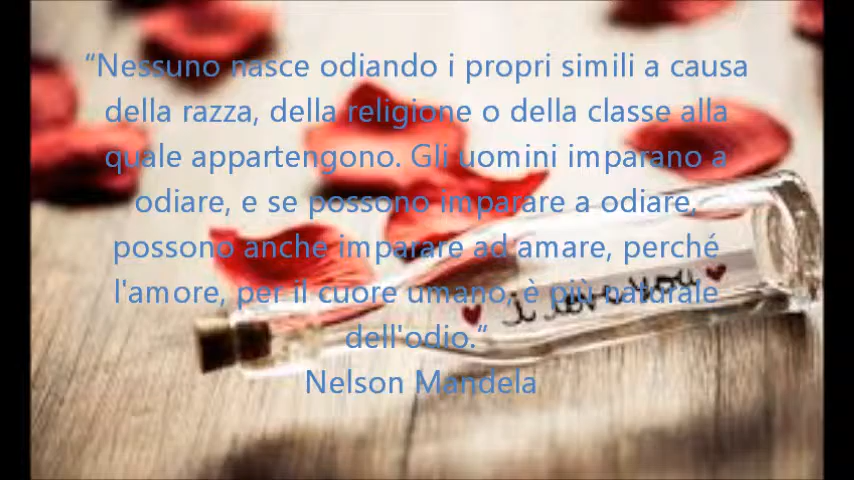 “Nessuno nasce odiando i propri simili a causa
della razza, della religione o della classe alla
quale appartengono. Gli uomini imparano a
odiare, e se possono imparare a odiare,
possono anche imparare ad amare, perché
l'amore, per il cuore umano, è più naturale
dell'odio.”
Nelson Mandela
i love you